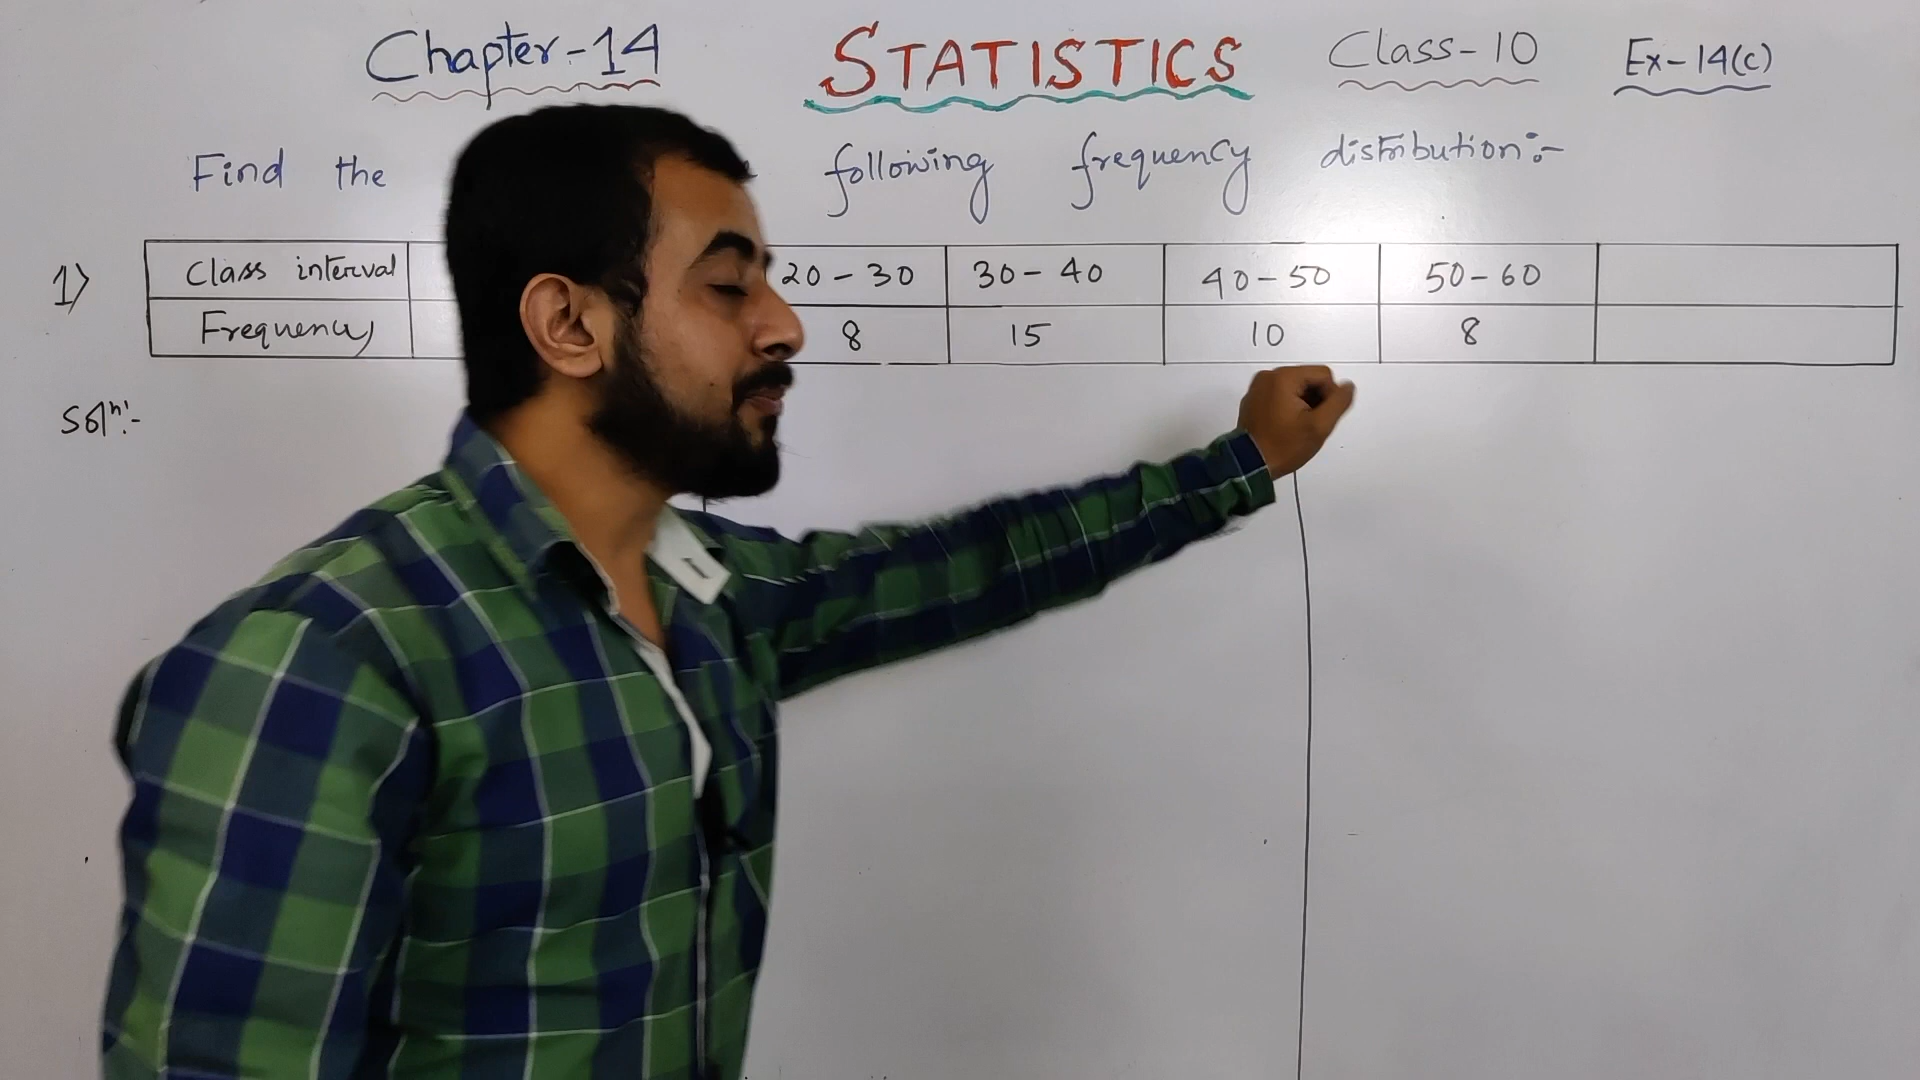 Chapter-14 STATISTICS Class-10 Ex-14(c)
Find the following frequency distribution:-
1) Class interval 20-30 30-40 40-50 50-60
Frequency 8 15 10 8
Solⁿ:-